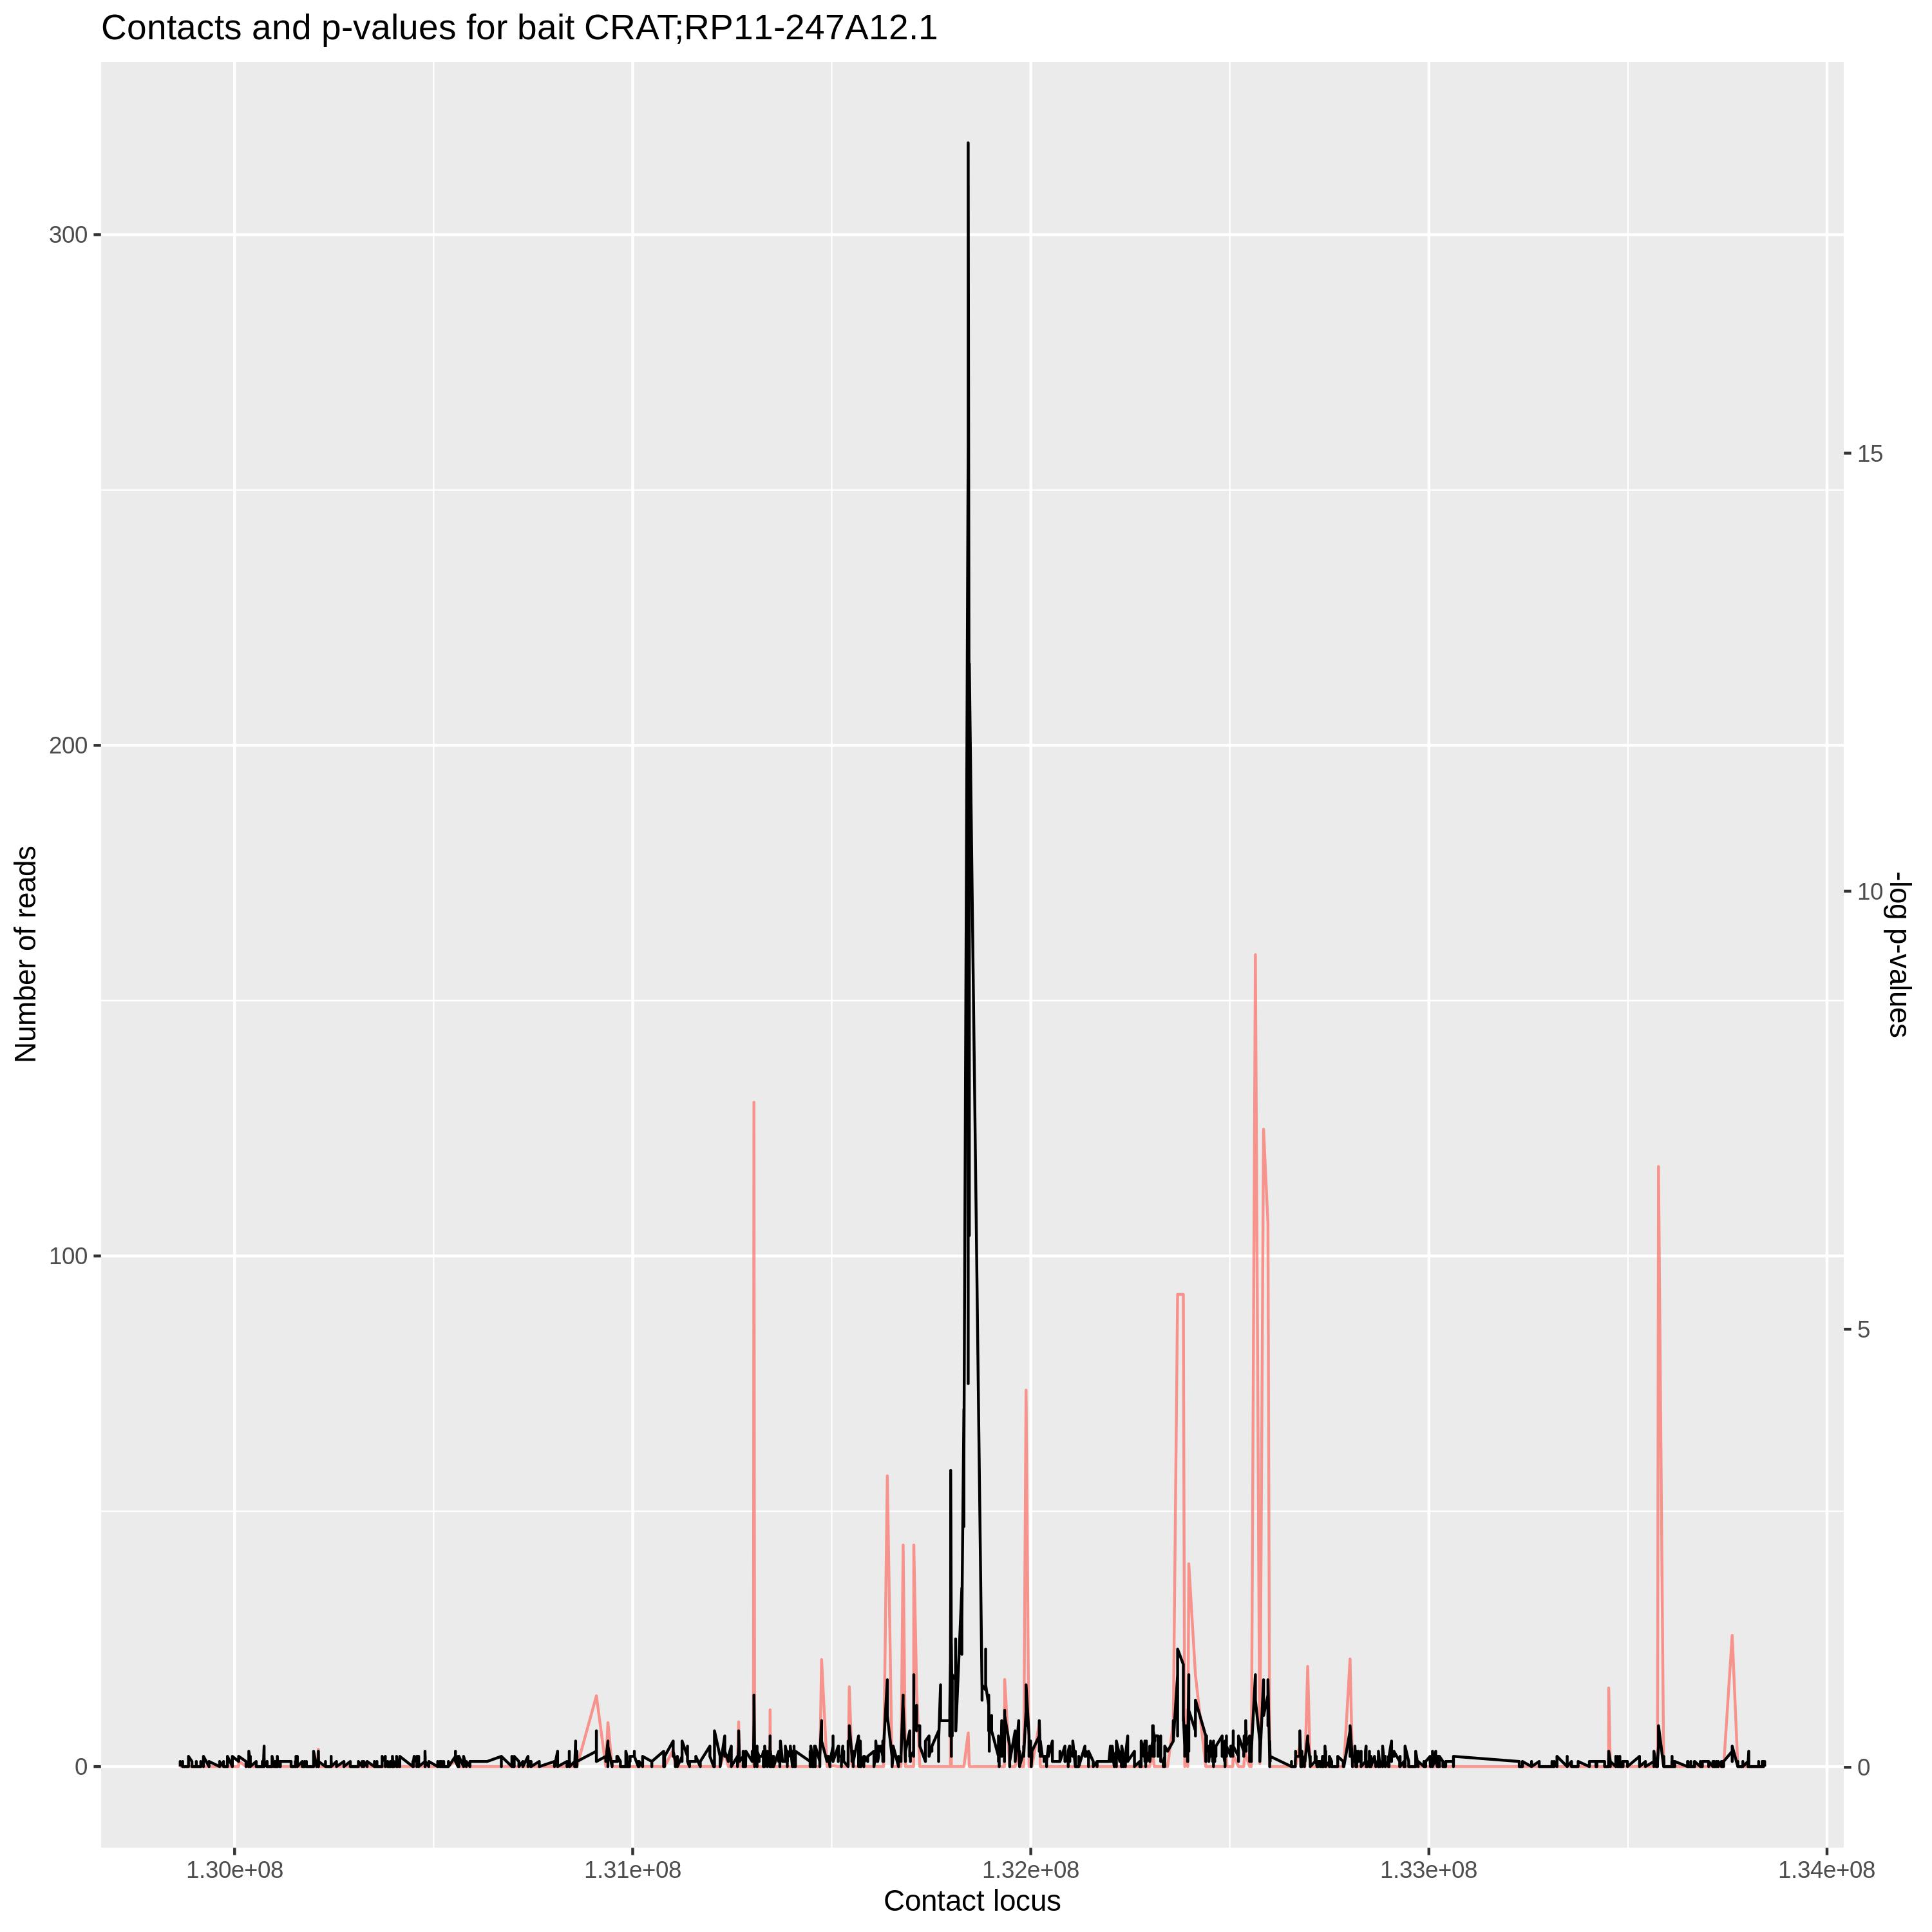 Contacts and p-values for bait CRAT;RP11-247A12.1
300
200
100
0
Number of reads
15
10
5
0
-log p-values
1.30e+08
1.31e+08
1.32e+08
1.33e+08
1.34e+08
Contact locus